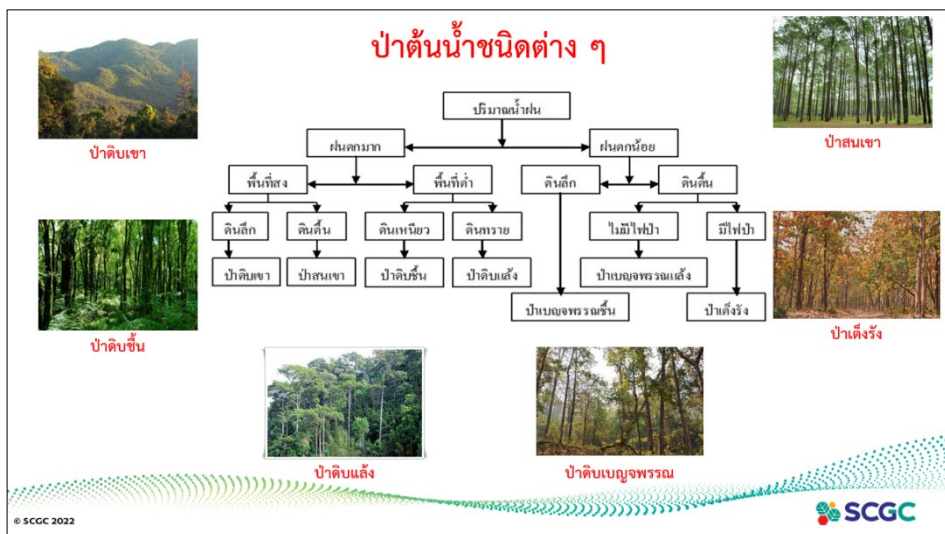 ป่าต้นน้ำชนิดต่าง ๆ
ป่าดิบเขา
ป่าสนเขา
ปริมาณน้ำฝน
ฝนตกมาก
ฝนตกน้อย
พื้นที่สูง
พื้นที่ต่ำ
ดินลึก
ดินตื้น
ดินลึก
ดินตื้น
ดินเหนียว
ดินทราย
ไม่มีไฟป่า
มีไฟป่า
ป่าดิบเขา
ป่าสนเขา
ป่าดิบชื้น
ป่าดิบแล้ง
ป่าเบญจพรรณแล้ง
ป่าเบญจพรรณชื้น
ป่าเต็งรัง
ป่าดิบชื้น
ป่าเต็งรัง
ป่าดิบแล้ง
ป่าดิบเบญจพรรณ
© SCGC 2022
SCGC